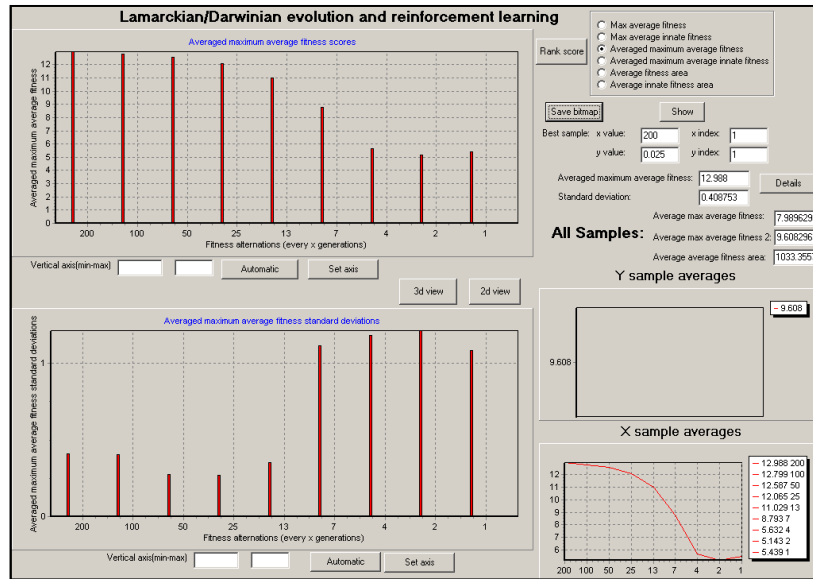 Lamarckian/Darwinian evolution and reinforcement learning
Averaged maximum average fitness scores
Averaged maximum average fitness
12
11
10
9
8
7
6
5
4
3
2
1
0
200 100 50 25 13 7 4 2 1
Fitness alternations (every x generations)
Vertical axis(min-max)
Automatic
Set axis
3d view
2d view
Averaged maximum average fitness standard deviations
Averaged maximum average fitness standard deviations
1
0
200 100 50 25 13 7 4 2 1
Fitness alternations (every x generations)
Vertical axis(min-max)
Automatic
Set axis
Rank score
Max average fitness
Max average innate fitness
Averaged maximum average fitness
Averaged maximum average innate fitness
Average fitness area
Average innate fitness area
Save bitmap
Show
Best sample: x value: 200 x index: 1
y value: 0.025 y index: 1
Averaged maximum average fitness: 12.988
Standard deviation: 0.408753
Details
All Samples:
Average max average fitness: 7.989629
Average max average fitness 2: 9.608296
Average average fitness area: 1033.355
Y sample averages
9.608
9.608
X sample averages
12
11
10
9
8
7
6
200 100 50 25 13 7 4 2 1
12.988 200
12.799 100
12.587 50
12.065 25
11.029 13
8.793 7
5.632 4
5.143 2
5.439 1